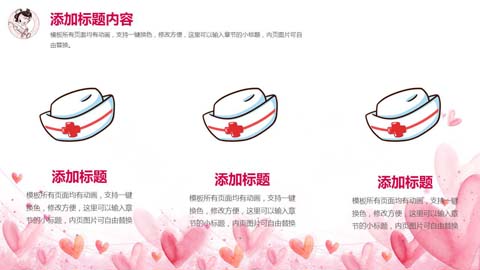 添加标题内容
模板所有页面均有动画，支持一键换色，修改方便，这里可以输入章节的小标题，内页图片可自
由替换。
添加标题
模板所有页面均有动画，支持一键
换色，修改方便，这里可以输入章
节的小标题，内页图片可自由替换
添加标题
模板所有页面均有动画，支持一键
换色，修改方便，这里可以输入章
节的小标题，内页图片可自由替换
添加标题
模板所有页面均有动画，支持一键
换色，修改方便，这里可以输入章
节的小标题，内页图片可自由替换